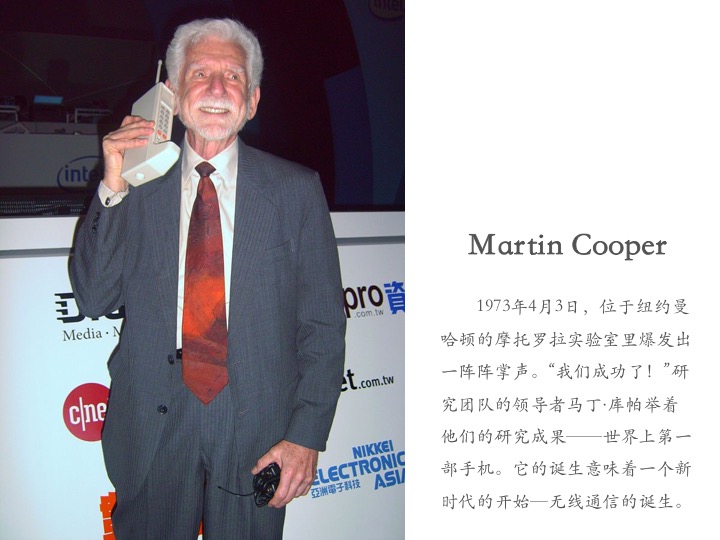 intel
Media · M
pro 資
.com.tw
c|net
et.com.tw
NIKKEI
ELECTRONICS
ASIA
亞洲電子科技
Martin Cooper
1973年4月3日，位于纽约曼
哈顿的摩托罗拉实验室里爆发出
一阵阵掌声。“我们成功了！”研
究团队的领导者马丁·库帕举着
他们的研究成果——世界上第一
部手机。它的诞生意味着一个新
时代的开始—无线通信的诞生。